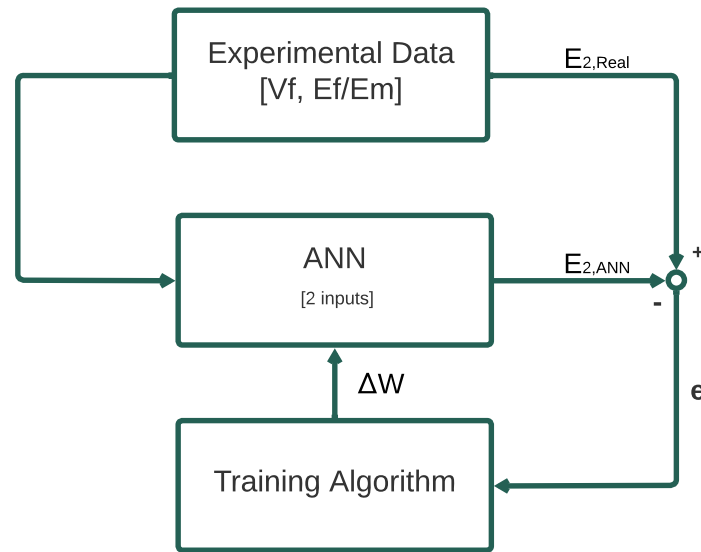 Experimental Data
[Vf, Ef/Em]
E2,Real
ANN
[2 inputs]
E2,ANN
+
-
ΔW
e
Training Algorithm